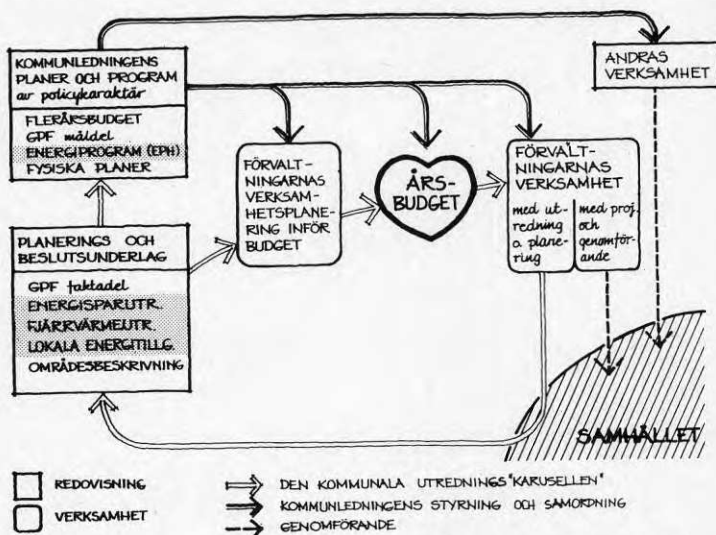 KOMMUNLEDNINGENS
PLANER OCH PROGRAM
av policykaraktär
FLERÅRSBUDGET
GPF måldel
ENERGIPROGRAM (EPH)
FYSISKA PLANER
ANDRAS
VERKSAMHET
FÖRVALT-
NINGARNAS
VERKSAM-
HETSPLANE-
RING INFÖR
BUDGET
ÅRS-
BUDGET
FÖRVALT-
NINGARNAS
VERKSAMHET
med ut-
redning
o. plane-
ring
med proj.
och
genomför-
ande
PLANERINGS OCH
BESLUTSUNDERLAG
GPF faktadel
ENERGISPARUTR.
FJÄRRVÄRMEUTR.
LOKALA ENERGITILLG.
OMRÅDESBESKRIVNING
SAMHÄLLET
REDOVISNING
VERKSAMHET
DEN KOMMUNALA UTREDNINGS"KARUSELLEN"
KOMMUNLEDNINGENS STYRNING OCH SAMORDNING
GENOMFÖRANDE